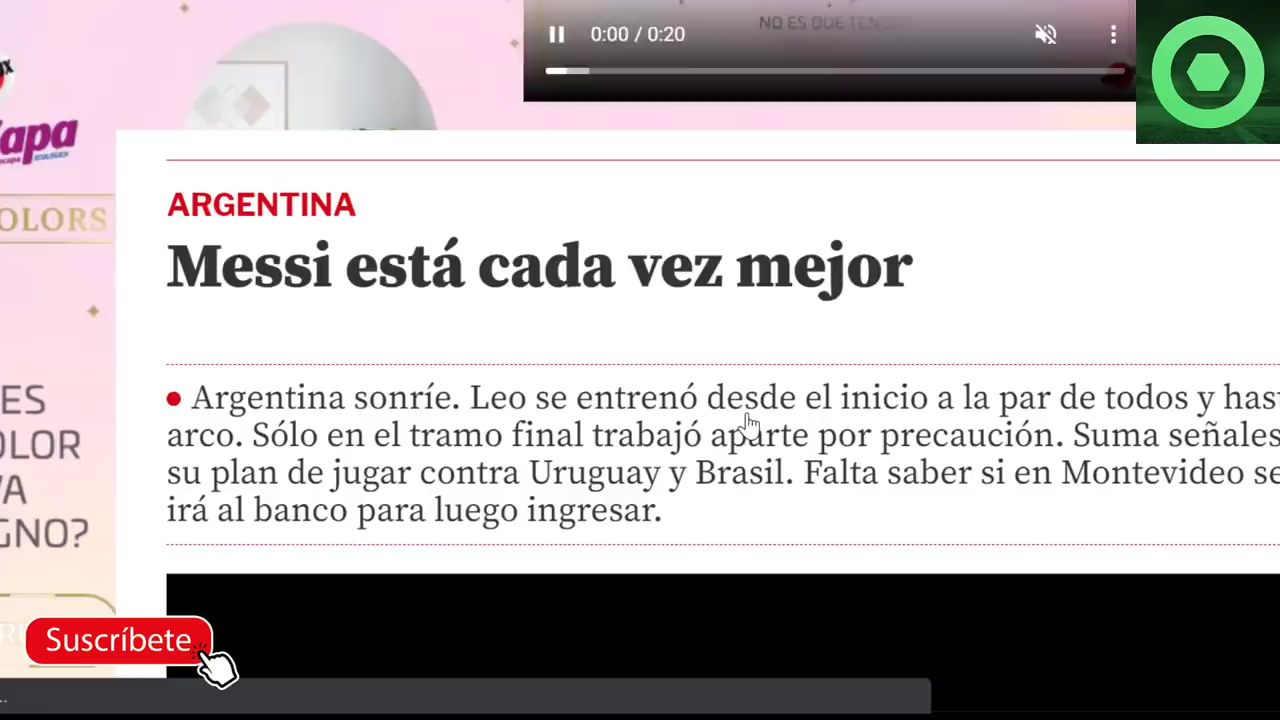 NO ES QUE TENG
0:00 / 0:20
apa
OLORS
ARGENTINA
Messi está cada vez mejor
ES
OLOR
VA
GNO?
Argentina sonríe. Leo se entrenó desde el inicio a la par de todos y has
arco. Sólo en el tramo final trabajó aparte por precaución. Suma señales
su plan de jugar contra Uruguay y Brasil. Falta saber si en Montevideo se
irá al banco para luego ingresar.
Suscríbete